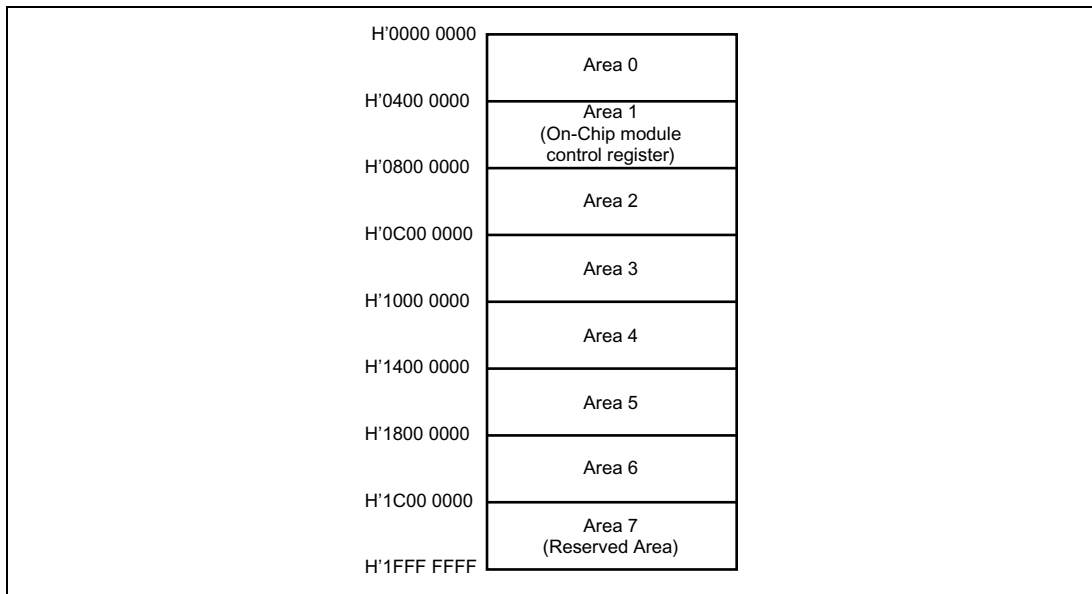 H'0000 0000
Area 0
H'0400 0000
Area 1
(On-Chip module
control register)
H'0800 0000
Area 2
H'0C00 0000
Area 3
H'1000 0000
Area 4
H'1400 0000
Area 5
H'1800 0000
Area 6
H'1C00 0000
Area 7
(Reserved Area)
H'1FFF FFFF